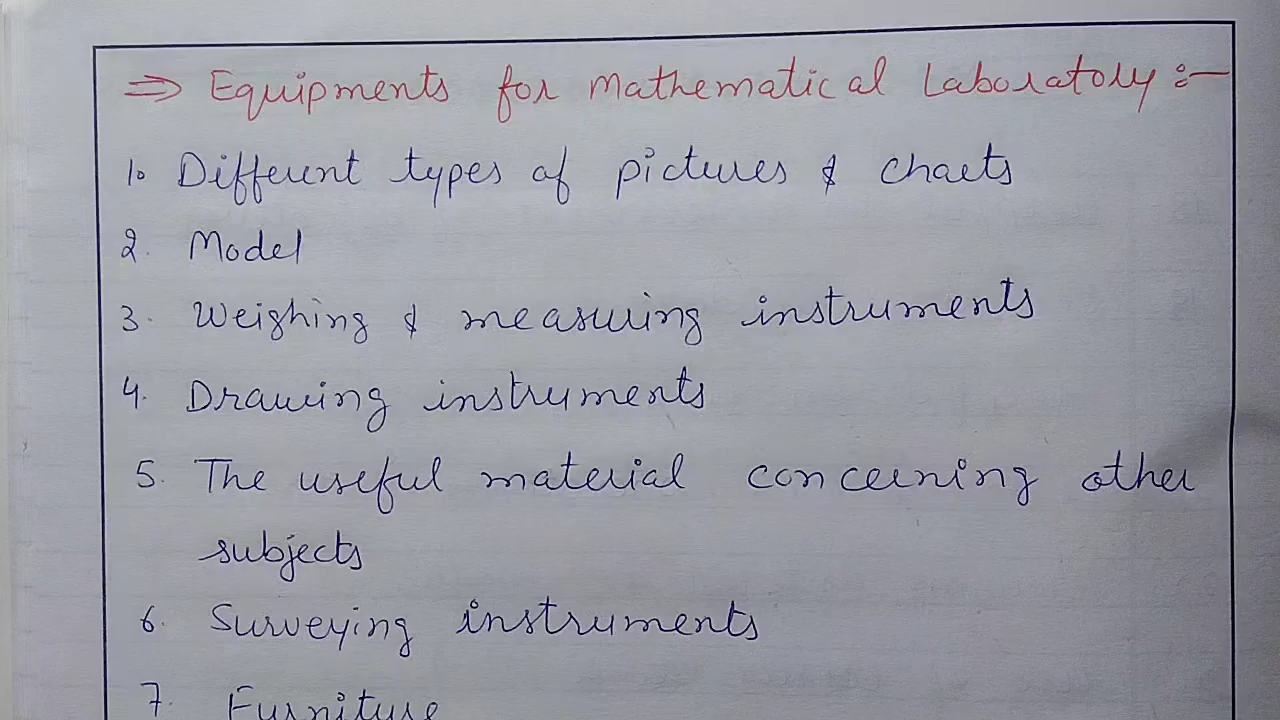 ⇒ Equipments for Mathematical Laboratory :-
1. Different types of pictures & charts
2. Model
3. Weighing & measuring instruments
4. Drawing instruments
5. The useful material concerning other
subjects
6. Surveying instruments
7. Furniture